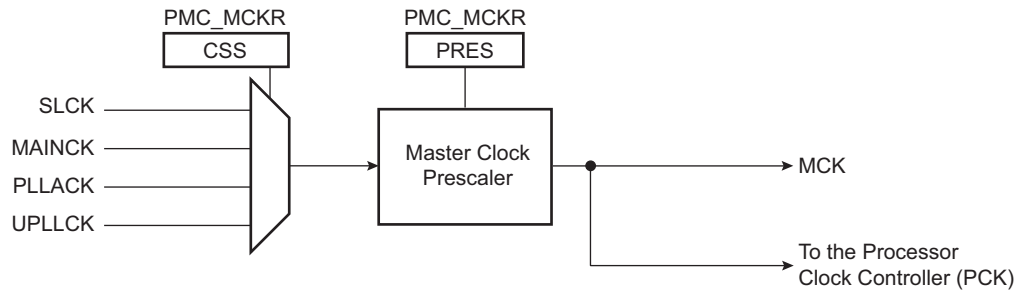 PMC_MCKR
PMC_MCKR
CSS
PRES
SLCK
MAINCK
PLLACK
UPLLCK
Master Clock
Prescaler
MCK
To the Processor
Clock Controller (PCK)